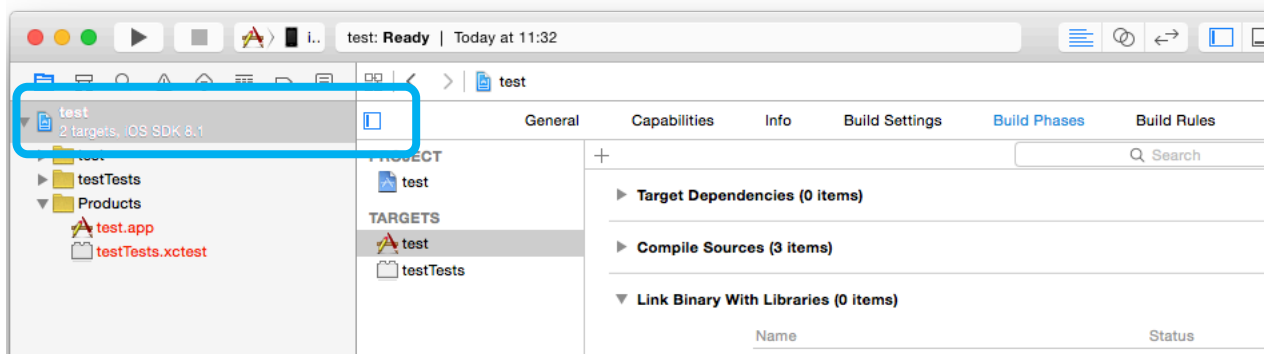 i..
test: Ready | Today at 11:32
test
test
2 targets, iOS SDK 8.1
General Capabilities Info Build Settings Build Phases Build Rules
test
PROJECT
Search
testTests
test
Target Dependencies (0 items)
Products
TARGETS
test.app
test
Compile Sources (3 items)
testTests.xctest
testTests
Link Binary With Libraries (0 items)
Name Status